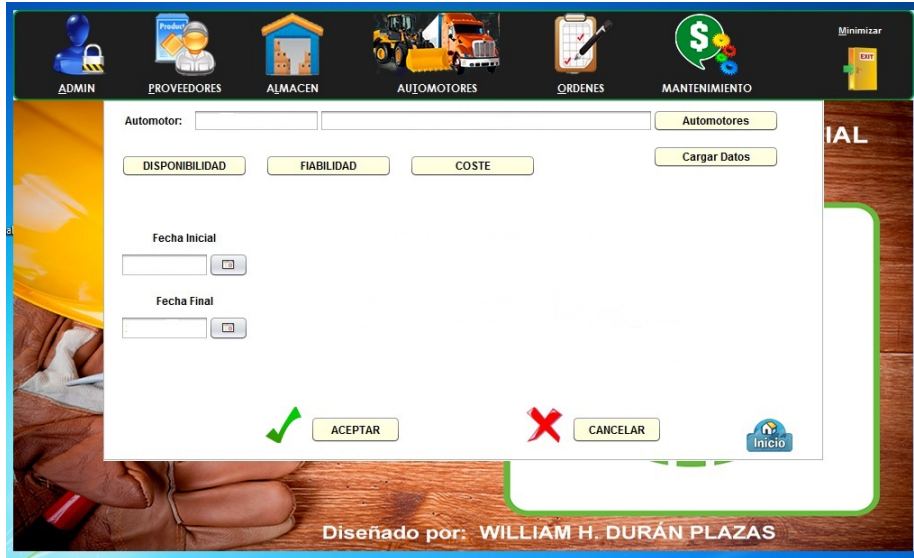 Product
EXIT
Minimizar
ADMIN
PROVEEDORES
ALMACEN
AUTOMOTORES
ORDENES
MANTENIMIENTO
Automotor:
Automotores
IAL
DISPONIBILIDAD
FIABILIDAD
COSTE
Cargar Datos
Fecha Inicial
Fecha Final
ACEPTAR
CANCELAR
Inicio
Diseñado por: WILLIAM H. DURÁN PLAZAS